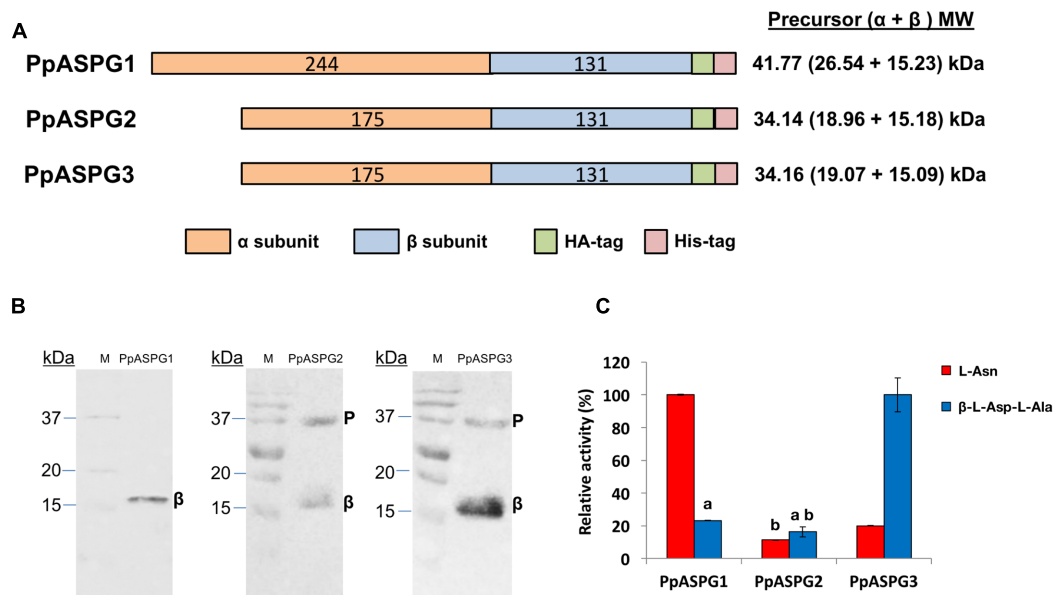 A
Precursor (α + β ) MW
PpASPG1
244
131
41.77 (26.54 + 15.23) kDa
PpASPG2
175
131
34.14 (18.96 + 15.18) kDa
PpASPG3
175
131
34.16 (19.07 + 15.09) kDa
α subunit
β subunit
HA-tag
His-tag
B
kDa
M
PpASPG1
37
20
15
β
kDa
M
PpASPG2
37
20
15
P
β
kDa
M
PpASPG3
37
20
15
P
β
C
Relative activity (%)
120
100
80
60
40
20
0
a
b
a b
PpASPG1
PpASPG2
PpASPG3
L-Asn
β-L-Asp-L-Ala